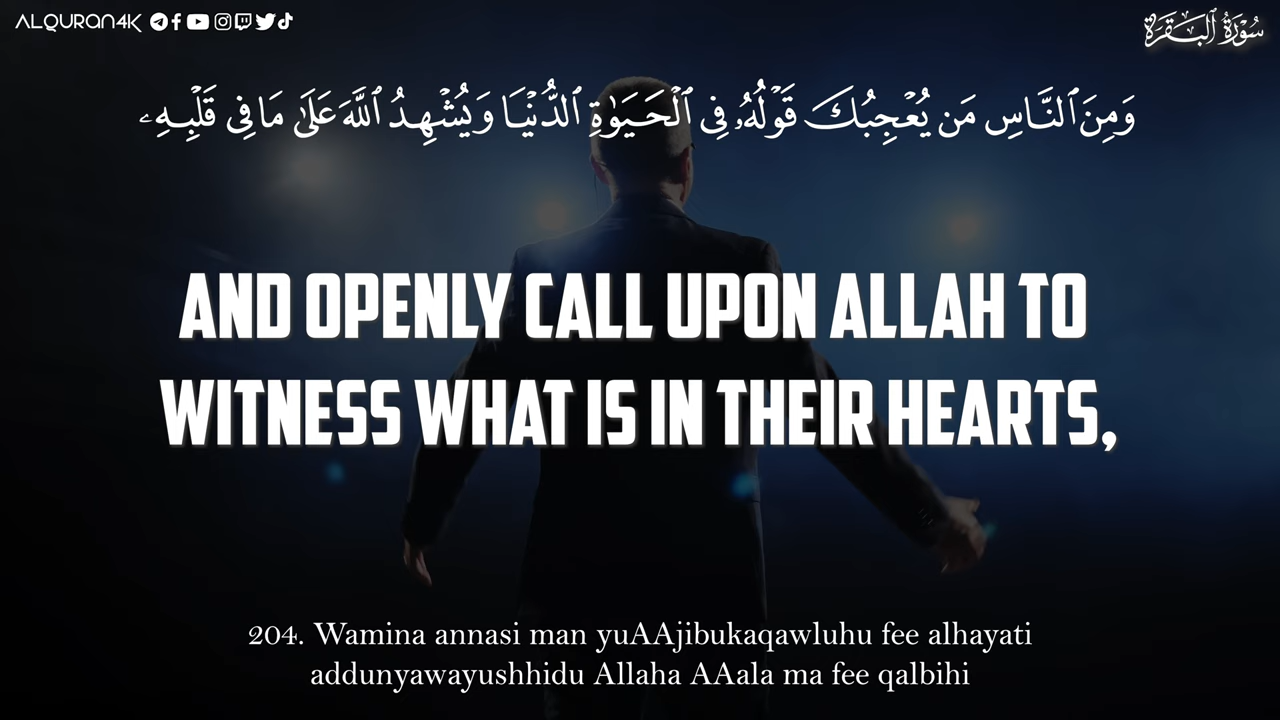 ALQURAN4K
سُورَةُ ٱلْبَقَرَةِ
وَمِنَ ٱلنَّاسِ مَن يُعْجِبُكَ قَوْلُهُۥ فِى ٱلْحَيَوٰةِ ٱلدُّنْيَا وَيُشْهِدُ ٱللَّهَ عَلَىٰ مَا فِى قَلْبِهِۦ
AND OPENLY CALL UPON ALLAH TO
WITNESS WHAT IS IN THEIR HEARTS,
204. Wamina annasi man yuAAjibukaqawluhu fee alhayati
addunyawayushhidu Allaha AAala ma fee qalbihi